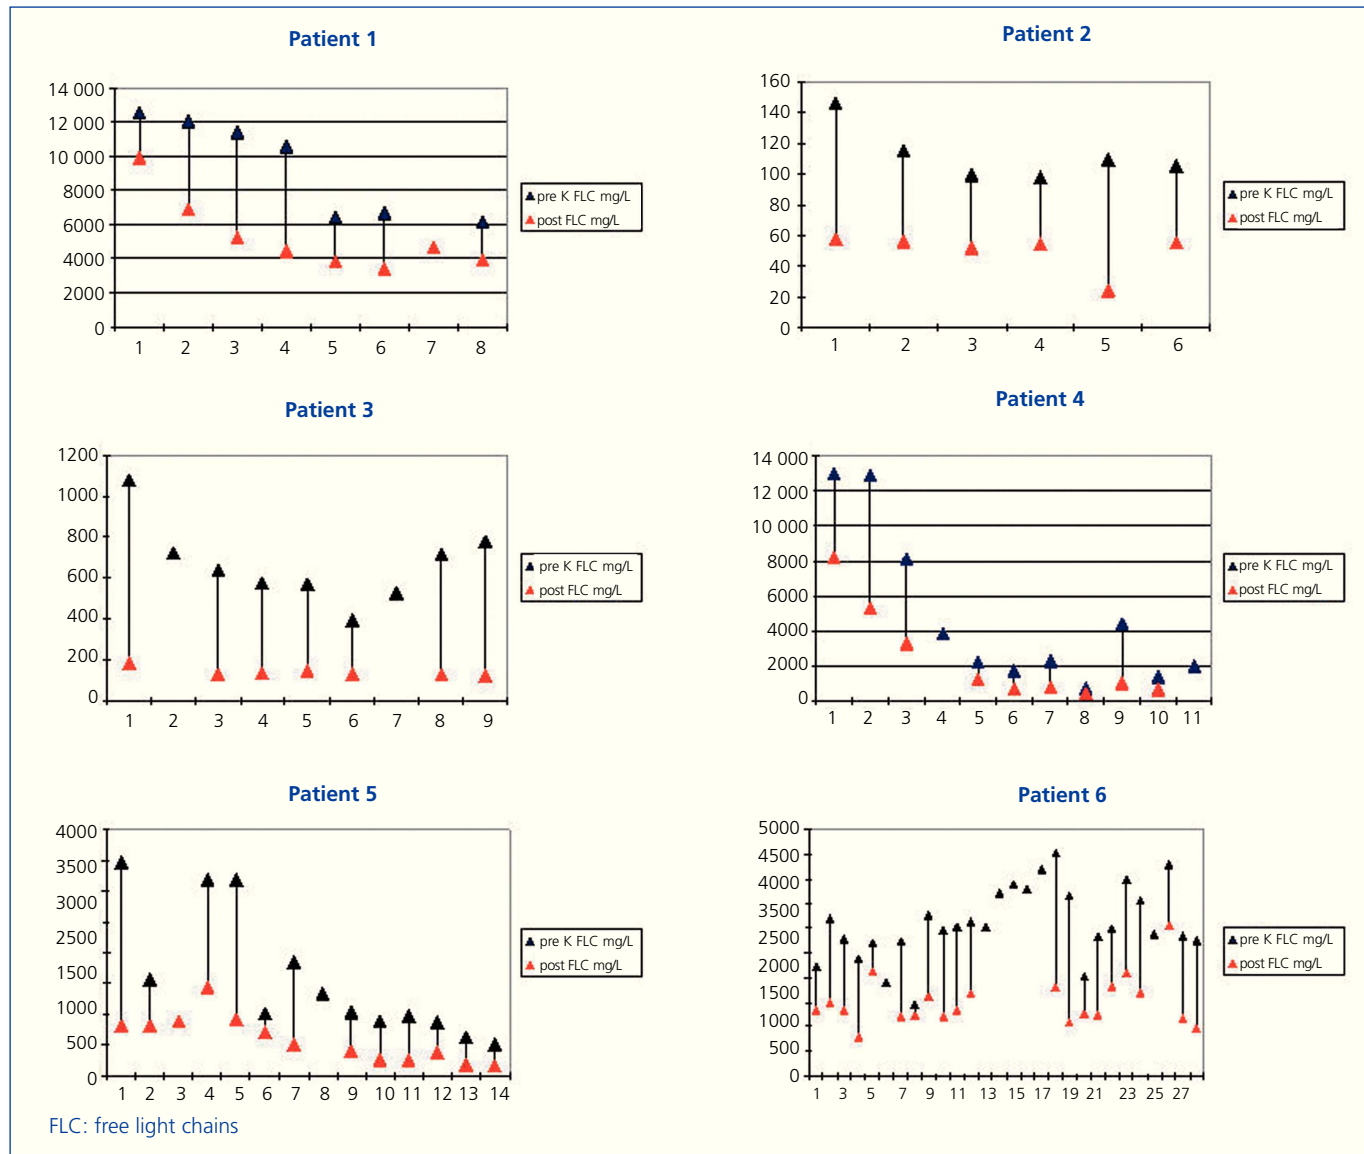 Patient 1
14 000
12 000
10 000
8000
6000
4000
2000
0
1 2 3 4 5 6 7 8
pre K FLC mg/L
post FLC mg/L
Patient 2
160
140
120
100
80
60
40
20
0
1 2 3 4 5 6
pre K FLC mg/L
post FLC mg/L
Patient 3
1200
1000
800
600
400
200
0
1 2 3 4 5 6 7 8 9
pre K FLC mg/L
post FLC mg/L
Patient 4
14 000
12 000
10 000
8000
6000
4000
2000
0
1 2 3 4 5 6 7 8 9 10 11
pre K FLC mg/L
post FLC mg/L
Patient 5
4000
3500
3000
2500
2000
1500
1000
500
0
1 2 3 4 5 6 7 8 9 10 11 12 13 14
pre K FLC mg/L
post FLC mg/L
Patient 6
5000
4500
4000
3500
3000
2500
2000
1500
1000
500
0
1 3 5 7 9 11 13 15 17 19 21 23 25 27
pre K FLC mg/L
post FLC mg/L
FLC: free light chains